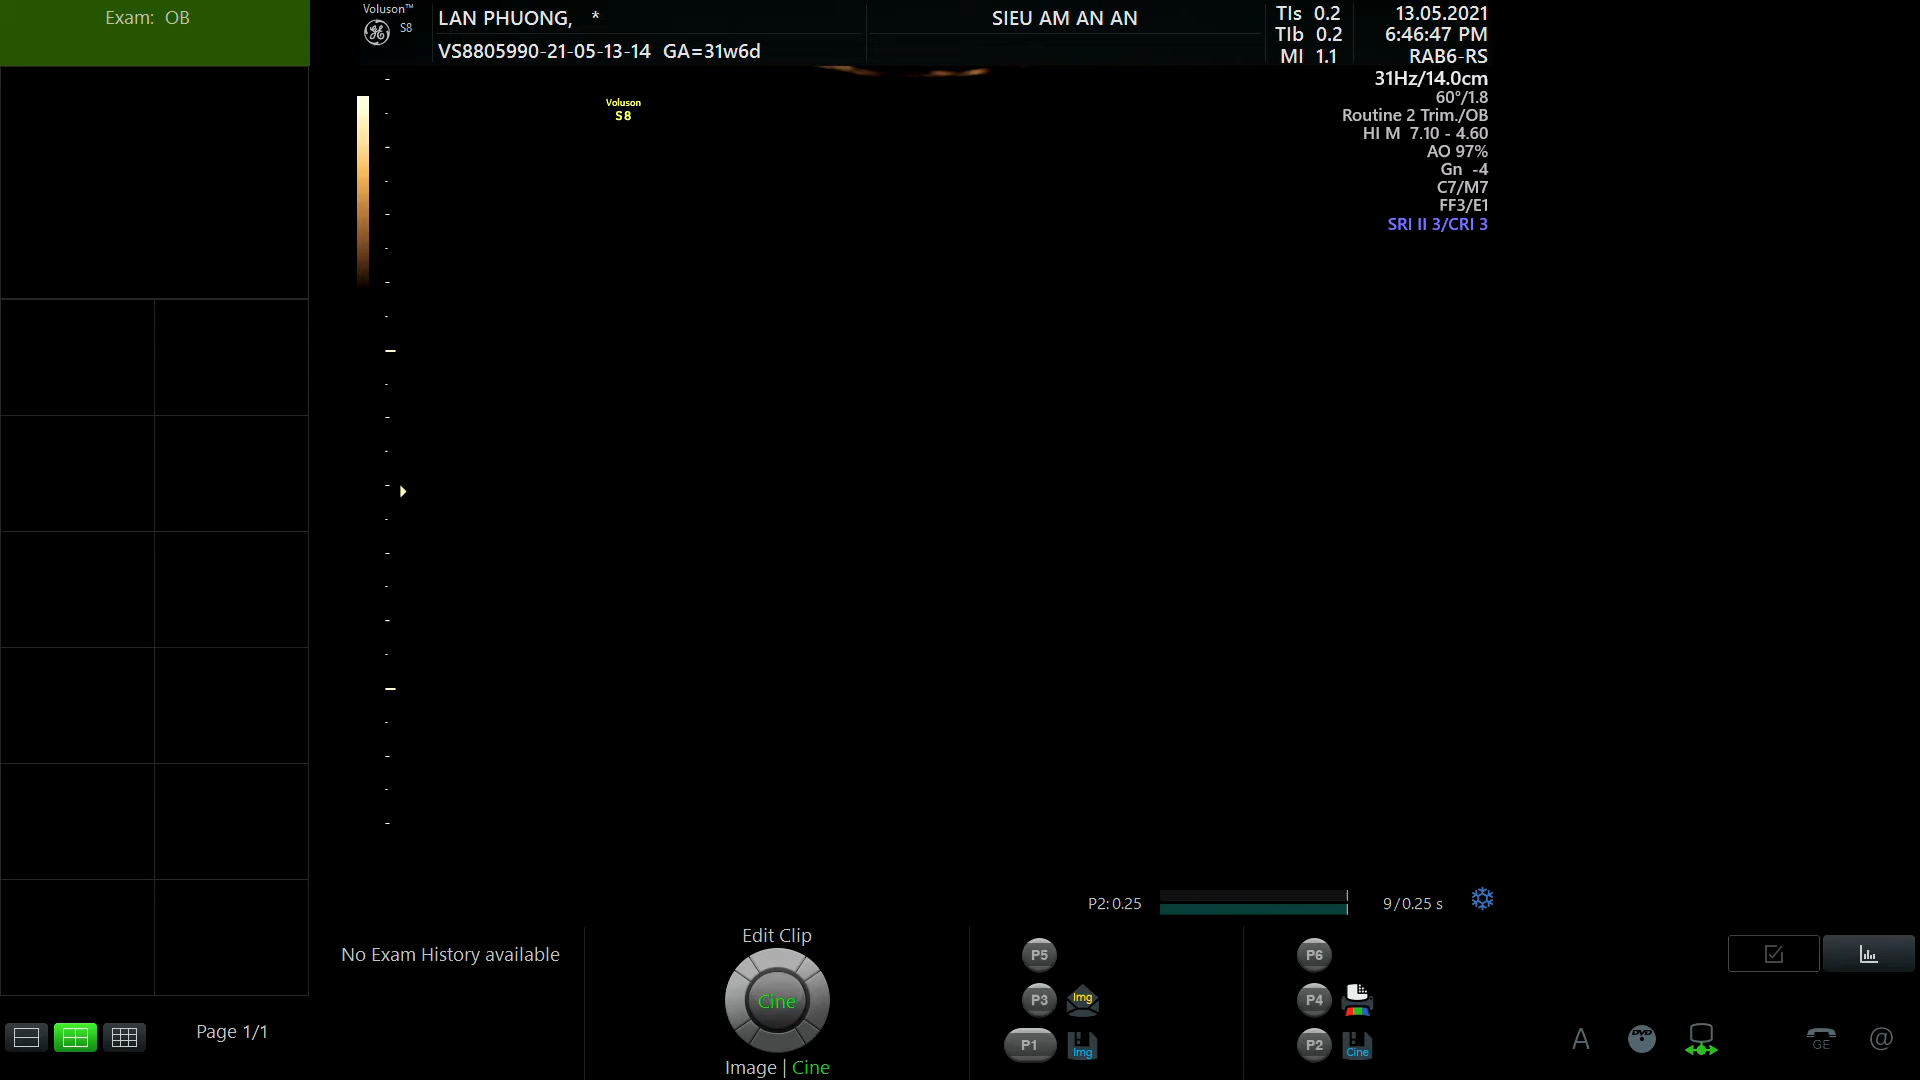 Exam: OB
Voluson™
S8
LAN PHUONG, *
SIEU AM AN AN
VS8805990-21-05-13-14 GA=31w6d
TIs 0.2
TIb 0.2
MI 1.1
13.05.2021
6:46:47 PM
RAB6-RS
31Hz/14.0cm
60°/1.8
Routine 2 Trim./OB
HI M 7.10 - 4.60
AO 97%
Gn -4
C7/M7
FF3/E1
SRI II 3/CRI 3
Voluson
S8
P2: 0.25
9/0.25 s
No Exam History available
Edit Clip
Cine
Image | Cine
P5
P3 Img
P1 Img
P6
P4
P2 Cine
Page 1/1
A
DVD
GE
@